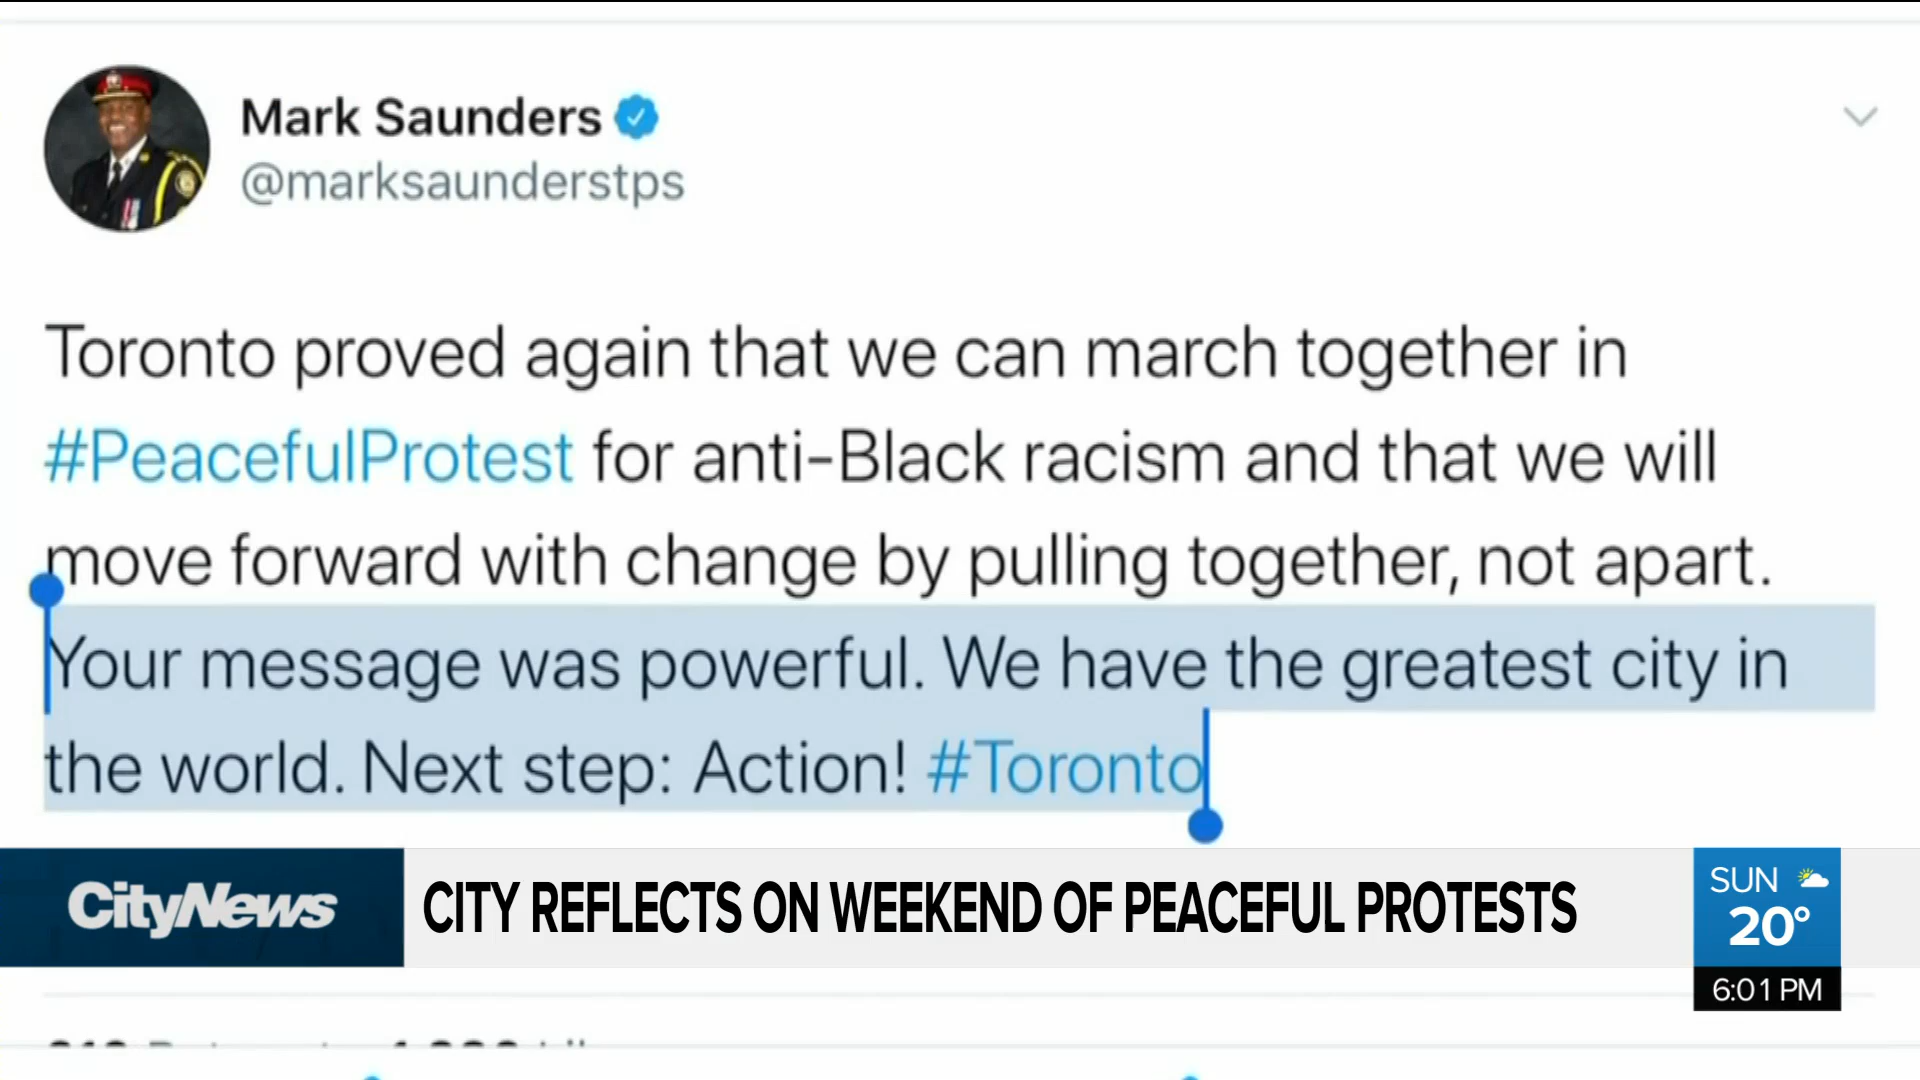 Mark Saunders
@marksaunderstps
Toronto proved again that we can march together in
#PeacefulProtest for anti-Black racism and that we will
move forward with change by pulling together, not apart.
Your message was powerful. We have the greatest city in
the world. Next step: Action! #Toronto
CityNews
CITY REFLECTS ON WEEKEND OF PEACEFUL PROTESTS
SUN
20°
6:01 PM